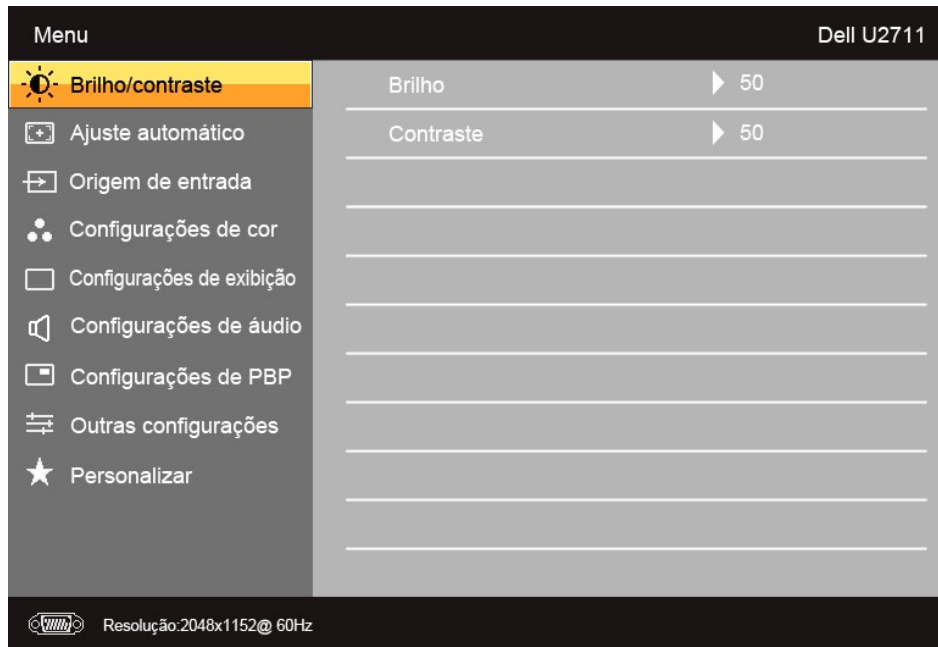 Menu Dell U2711
Brilho/contraste Brilho 50
Ajuste automático Contraste 50
Origem de entrada
Configurações de cor
Configurações de exibição
Configurações de áudio
Configurações de PBP
Outras configurações
Personalizar
Resolução:2048x1152@ 60Hz